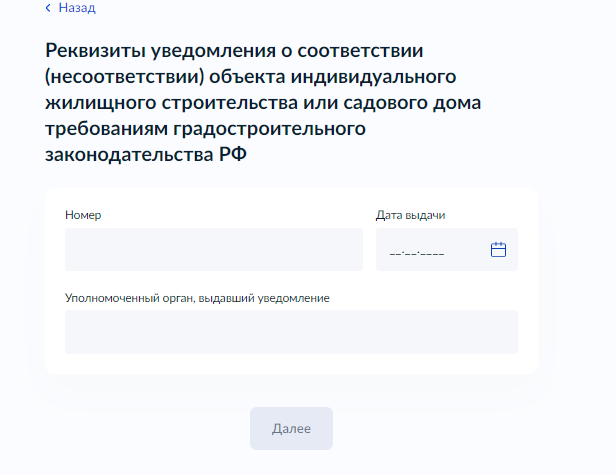 Назад
Реквизиты уведомления о соответствии
(несоответствии) объекта индивидуального
жилищного строительства или садового дома
требованиям градостроительного
законодательства РФ
Номер
Дата выдачи
__.__.____
Уполномоченный орган, выдавший уведомление
Далее